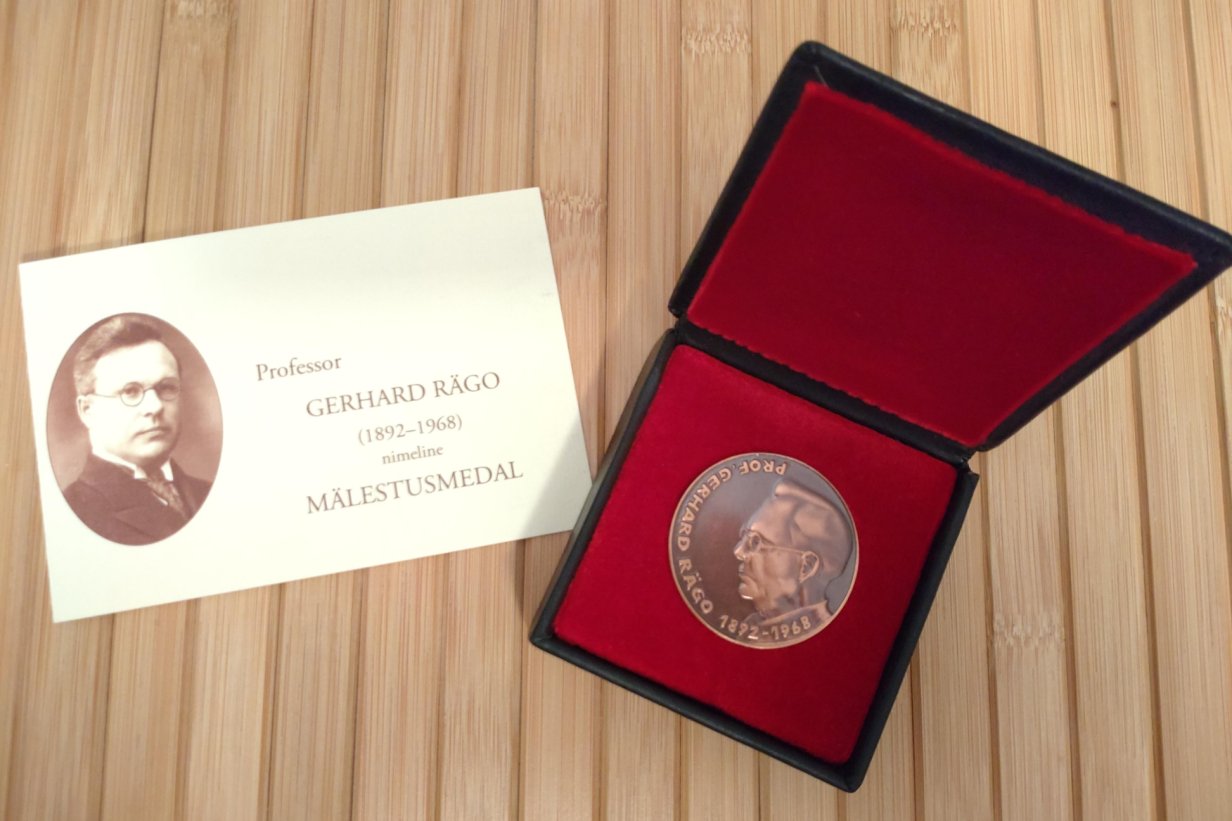 Professor
GERHARD RÄGO
(1892–1968)
nimeline
MÄLESTUSMEDAL
PROF. GERHARD RÄGO 1892-1968